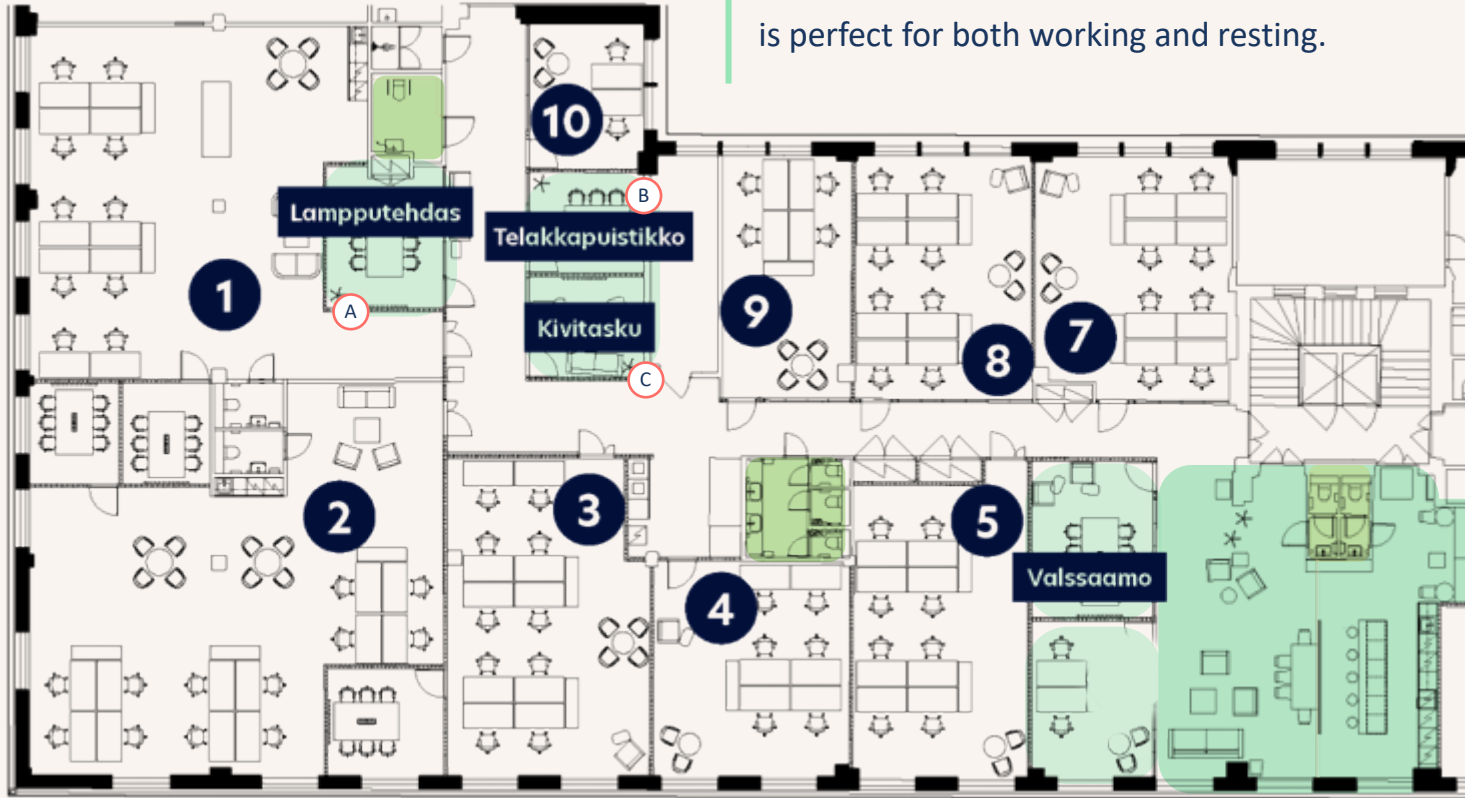 is perfect for both working and resting.
10
Lampputehdas
B
Telakkapuistikko
1
A
Kivitasku
C
9
8
7
2
3
5
4
Valssaamo